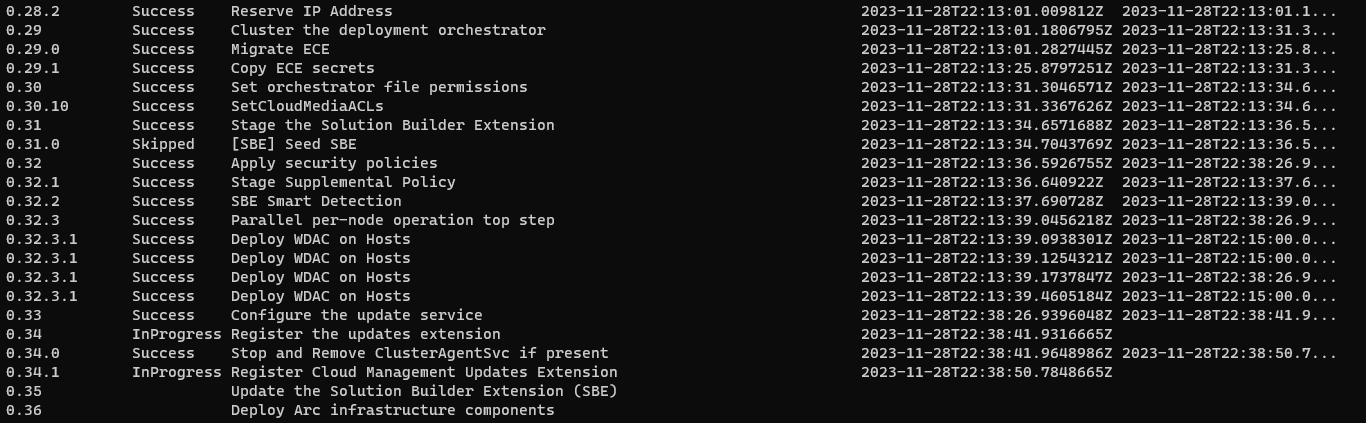 0.28.2 Success Reserve IP Address 2023-11-28T22:13:01.009812Z 2023-11-28T22:13:01.1...
0.29 Success Cluster the deployment orchestrator 2023-11-28T22:13:01.1806795Z 2023-11-28T22:13:31.3...
0.29.0 Success Migrate ECE 2023-11-28T22:13:01.2827445Z 2023-11-28T22:13:25.8...
0.29.1 Success Copy ECE secrets 2023-11-28T22:13:25.8797251Z 2023-11-28T22:13:31.3...
0.30 Success Set orchestrator file permissions 2023-11-28T22:13:31.3046571Z 2023-11-28T22:13:34.6...
0.30.10 Success SetCloudMediaACLs 2023-11-28T22:13:31.3367626Z 2023-11-28T22:13:34.6...
0.31 Success Stage the Solution Builder Extension 2023-11-28T22:13:34.6571688Z 2023-11-28T22:13:36.5...
0.31.0 Skipped [SBE] Seed SBE 2023-11-28T22:13:34.7043769Z 2023-11-28T22:13:36.5...
0.32 Success Apply security policies 2023-11-28T22:13:36.5926755Z 2023-11-28T22:38:26.9...
0.32.1 Success Stage Supplemental Policy 2023-11-28T22:13:36.640922Z 2023-11-28T22:13:37.6...
0.32.2 Success SBE Smart Detection 2023-11-28T22:13:37.690728Z 2023-11-28T22:13:39.0...
0.32.3 Success Parallel per-node operation top step 2023-11-28T22:13:39.0456218Z 2023-11-28T22:38:26.9...
0.32.3.1 Success Deploy WDAC on Hosts 2023-11-28T22:13:39.0938301Z 2023-11-28T22:15:00.0...
0.32.3.1 Success Deploy WDAC on Hosts 2023-11-28T22:13:39.1254321Z 2023-11-28T22:15:00.0...
0.32.3.1 Success Deploy WDAC on Hosts 2023-11-28T22:13:39.1737847Z 2023-11-28T22:38:26.9...
0.32.3.1 Success Deploy WDAC on Hosts 2023-11-28T22:13:39.4605184Z 2023-11-28T22:15:00.0...
0.33 Success Configure the update service 2023-11-28T22:38:26.9396048Z 2023-11-28T22:38:41.9...
0.34 InProgress Register the updates extension 2023-11-28T22:38:41.9316665Z
0.34.0 Success Stop and Remove ClusterAgentSvc if present 2023-11-28T22:38:41.9648986Z 2023-11-28T22:38:50.7...
0.34.1 InProgress Register Cloud Management Updates Extension 2023-11-28T22:38:50.7848665Z
0.35 Update the Solution Builder Extension (SBE)
0.36 Deploy Arc infrastructure components